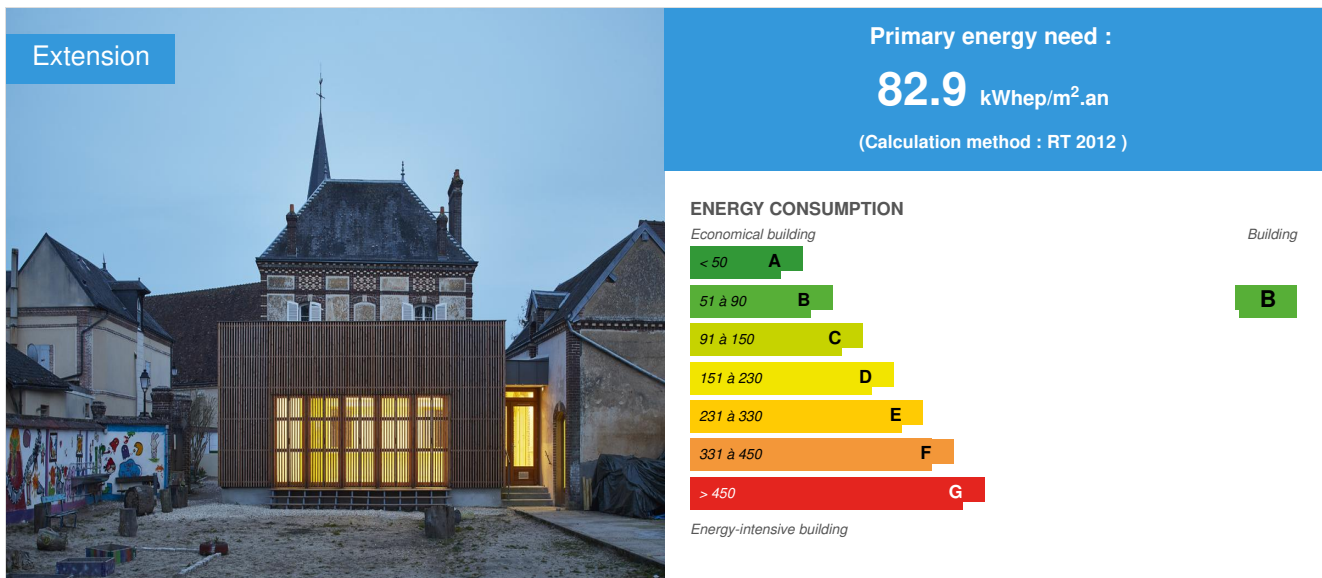 Extension
Primary energy need :
82.9 kWhep/m².an
(Calculation method : RT 2012 )
ENERGY CONSUMPTION
Economical building
Building
< 50 A
51 à 90 B
B
91 à 150 C
151 à 230 D
231 à 330 E
331 à 450 F
> 450 G
Energy-intensive building